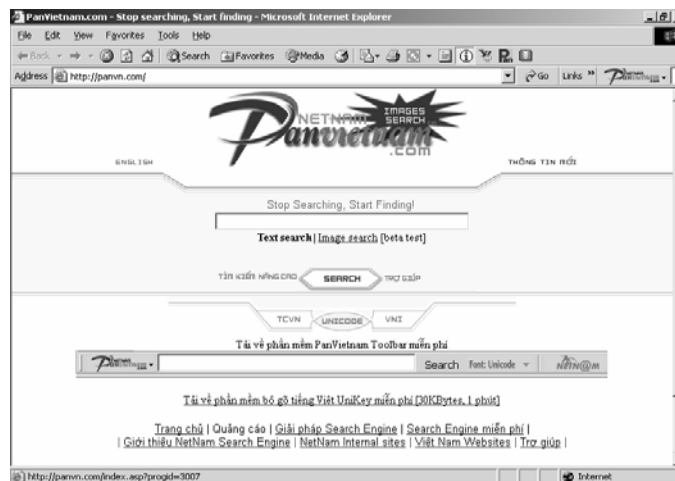 PanVietnam.com - Stop searching, Start finding - Microsoft Internet Explorer
File Edit View Favorites Tools Help
Back Search Favorites Media
Address http://panvn.com/ Go Links »
NETNAM IMAGES SEARCH
Panvietnam
.COM
ENGLISH THÔNG TIN MỚI
Stop Searching, Start Finding!
Text search | Image search [beta test]
TÌM KIẾM NÂNG CAO SEARCH TRỢ GIÚP
TCVN UNICODE VNI
Tải về phần mềm PanVietnam Toolbar miễn phí
Search Font: Unicode NETN@M
Tải về phần mềm bô gõ tiếng Việt UniKey miễn phí [30KBytes, 1 phút]
Trang chủ | Quảng cáo | Giải pháp Search Engine | Search Engine miễn phí |
| Giới thiệu NetNam Search Engine | NetNam Internal sites | Việt Nam Websites | Trợ giúp |
http://panvn.com/index.asp?progid=3007 Internet